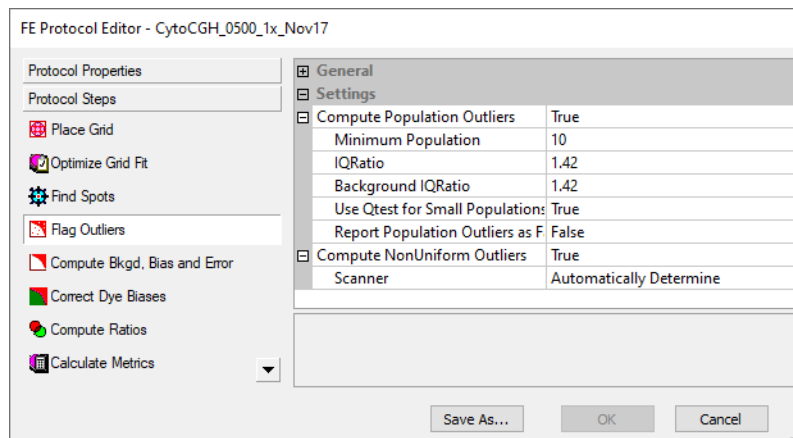 FE Protocol Editor - CytoCGH_0500_1x_Nov17
Protocol Properties
Protocol Steps
Place Grid
Optimize Grid Fit
Find Spots
Flag Outliers
Compute Bkgd, Bias and Error
Correct Dye Biases
Compute Ratios
Calculate Metrics
General
Settings
Compute Population Outliers True
Minimum Population 10
IQRatio 1.42
Background IQRatio 1.42
Use Qtest for Small Populations True
Report Population Outliers as F False
Compute NonUniform Outliers True
Scanner Automatically Determine
Save As... OK Cancel